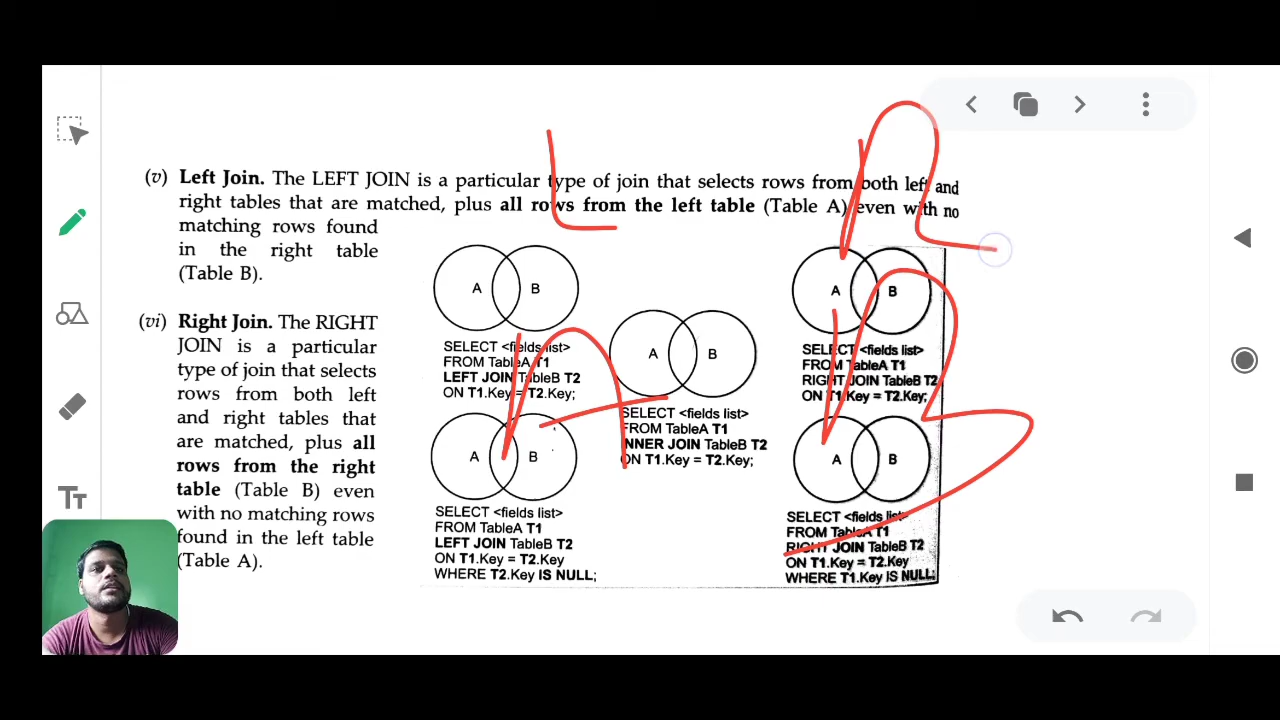 (v) Left Join. The LEFT JOIN is a particular type of join that selects rows from both left and
right tables that are matched, plus all rows from the left table (Table A) even with no
matching rows found
in the right table
(Table B).
(vi) Right Join. The RIGHT
JOIN is a particular
type of join that selects
rows from both left
and right tables that
are matched, plus all
rows from the right
table (Table B) even
with no matching rows
found in the left table
(Table A).
A B
SELECT <fields list>
FROM TableA T1
LEFT JOIN TableB T2
ON T1.Key = T2.Key;
A B
SELECT <fields list>
FROM TableA T1
LEFT JOIN TableB T2
ON T1.Key = T2.Key
WHERE T2.Key IS NULL;
A B
SELECT <fields list>
FROM TableA T1
INNER JOIN TableB T2
ON T1.Key = T2.Key;
A B
SELECT <fields list>
FROM TableA T1
RIGHT JOIN TableB T2
ON T1.Key = T2.Key;
A B
SELECT <fields list>
FROM TableA T1
RIGHT JOIN TableB T2
ON T1.Key = T2.Key
WHERE T1.Key IS NULL;
L
TT